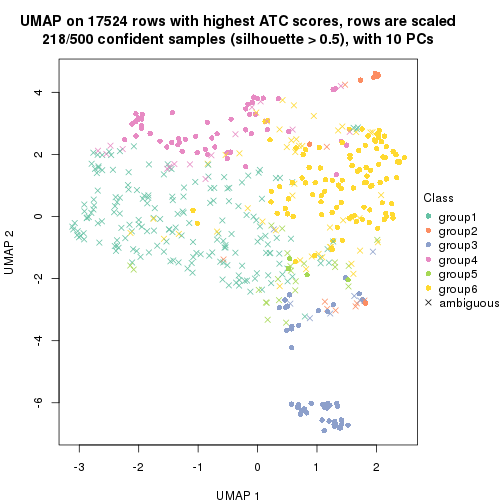 UMAP on 17524 rows with highest ATC scores, rows are scaled
218/500 confident samples (silhouette > 0.5), with 10 PCs
4
2
0
-2
-4
-6
UMAP 2
-3
-2
-1
0
1
2
UMAP 1
Class
group1
group2
group3
group4
group5
group6
ambiguous